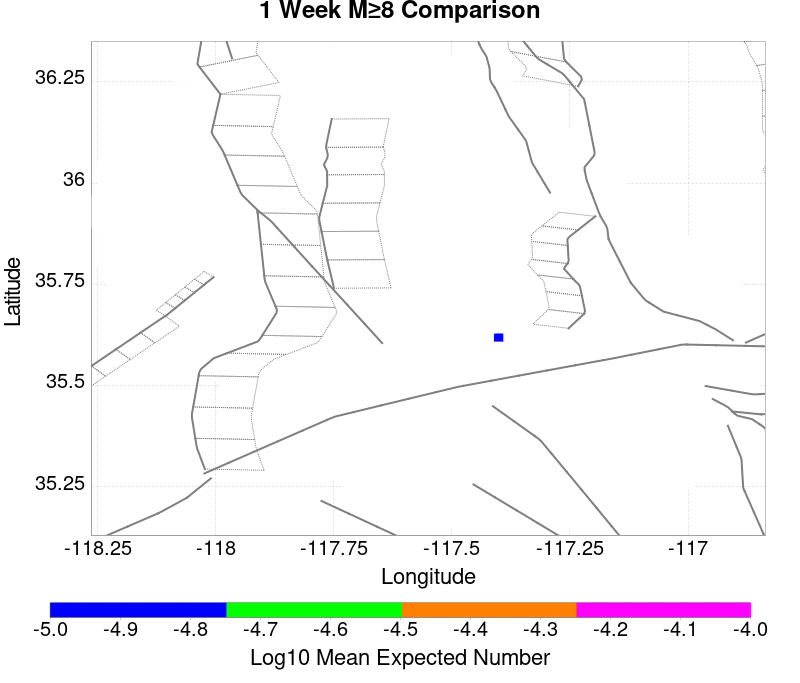 1 Week M≥8 Comparison
36.25
36
35.75
35.5
35.25
Latitude
-118.25 -118 -117.75 -117.5 -117.25 -117
Longitude
-5.0 -4.9 -4.8 -4.7 -4.6 -4.5 -4.4 -4.3 -4.2 -4.1 -4.0
Log10 Mean Expected Number